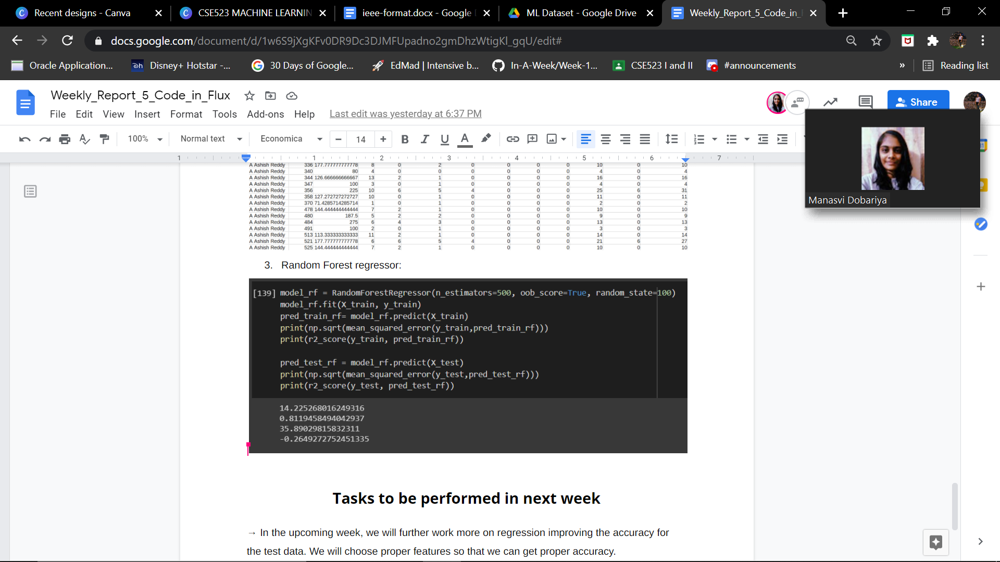 Recent designs - Canva
CSE523 MACHINE LEARNIN
ieee-format.docx - Google
ML Dataset - Google Drive
Weekly_Report_5_Code_in_
docs.google.com/document/d/1w6S9jXgKFv0DR9Dc3DJMFUpadno2gmDhzWtigKl_gqU/edit#
Oracle Application...
Disney+ Hotstar -...
30 Days of Google...
EdMad | Intensive b...
In-A-Week/Week-1...
CSE523 I and II
#announcements
»
Reading list
Weekly_Report_5_Code_in_Flux
File Edit View Insert Format Tools Add-ons Help Last edit was yesterday at 6:37 PM
Share
100% Normal text Economica 14 B I U A
1 1 2 3 4 5 6 7
Manasvi Dobariya
A Ashish Reddy 336 177.777777777778 8 0 2 0 0 0 0 10 0 10
A Ashish Reddy 340 80 4 0 0 0 0 0 0 4 0 4
A Ashish Reddy 344 126.666666666667 13 2 1 0 0 0 0 16 0 16
A Ashish Reddy 347 100 3 0 1 0 0 0 0 4 0 4
A Ashish Reddy 356 225 10 6 5 4 0 0 0 25 6 31
A Ashish Reddy 358 127.272727272727 10 0 1 0 0 0 0 11 0 11
A Ashish Reddy 370 71.4285714285714 1 0 1 0 0 0 0 2 0 2
A Ashish Reddy 478 144.444444444444 7 2 1 0 0 0 0 10 0 10
A Ashish Reddy 480 187.5 5 2 2 0 0 0 0 9 0 9
A Ashish Reddy 484 275 6 4 3 0 0 0 0 13 0 13
A Ashish Reddy 491 100 2 0 1 0 0 0 0 3 0 3
A Ashish Reddy 513 113.333333333333 11 2 1 0 0 0 0 14 0 14
A Ashish Reddy 521 177.777777777778 6 6 5 4 0 0 0 21 6 27
A Ashish Reddy 525 144.444444444444 7 2 1 0 0 0 0 10 0 10
3. Random Forest regressor:
[139] model_rf = RandomForestRegressor(n_estimators=500, oob_score=True, random_state=100)
model_rf.fit(X_train, y_train)
pred_train_rf= model_rf.predict(X_train)
print(np.sqrt(mean_squared_error(y_train,pred_train_rf)))
print(r2_score(y_train, pred_train_rf))
pred_test_rf = model_rf.predict(X_test)
print(np.sqrt(mean_squared_error(y_test,pred_test_rf)))
print(r2_score(y_test, pred_test_rf))
14.225268016249316
0.8119458494042937
35.89029815832311
-0.2649272752451335
Tasks to be performed in next week
→ In the upcoming week, we will further work more on regression improving the accuracy for
the test data. We will choose proper features so that we can get proper accuracy.